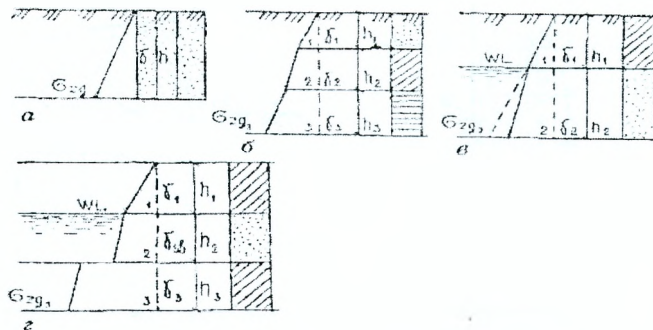 σzg
γ h
а
1 γ1 h1
2 γ2 h2
σzg3 3 γ3 h3
б
WL
1 γ1 h1
σzg2 2 γ2 h2
в
WL
1 γ1 h1
2 γsb h2
σzg3 3 γ3 h3
г